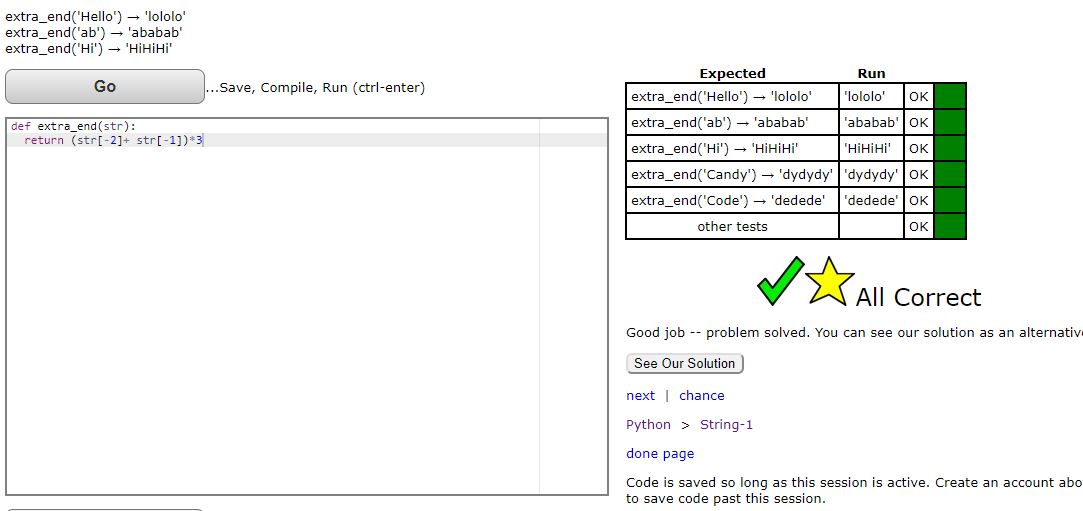 extra_end('Hello') → 'lololo'
extra_end('ab') → 'ababab'
extra_end('Hi') → 'HiHiHi'
Go
...Save, Compile, Run (ctrl-enter)
def extra_end(str):
  return (str[-2]+ str[-1])*3
Expected Run
extra_end('Hello') → 'lololo' 'lololo' OK
extra_end('ab') → 'ababab' 'ababab' OK
extra_end('Hi') → 'HiHiHi' 'HiHiHi' OK
extra_end('Candy') → 'dydydy' 'dydydy' OK
extra_end('Code') → 'dedede' 'dedede' OK
other tests OK
All Correct
Good job -- problem solved. You can see our solution as an alternative
See Our Solution
next | chance
Python > String-1
done page
Code is saved so long as this session is active. Create an account abo
to save code past this session.